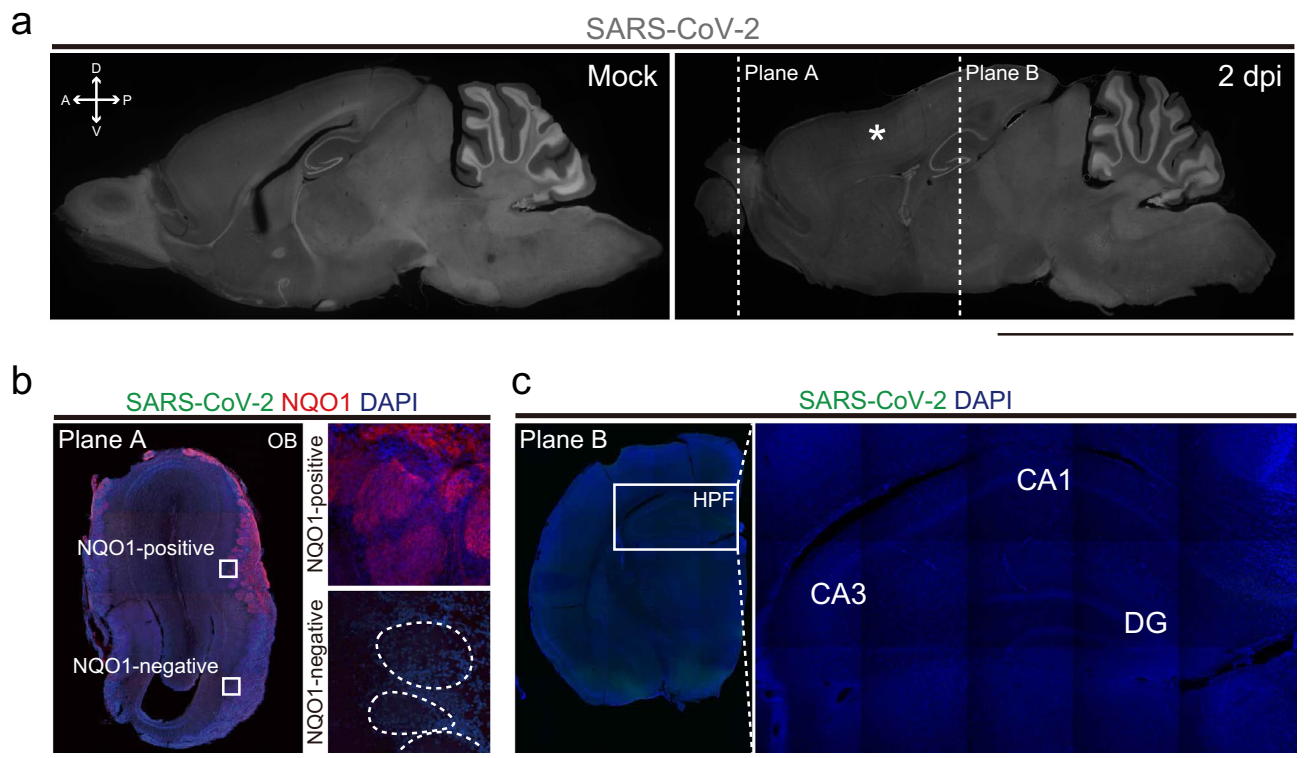 a
SARS-CoV-2
D
A P
V
Mock
Plane A
Plane B
2 dpi
*
b
SARS-CoV-2 NQO1 DAPI
Plane A
OB
NQO1-positive
NQO1-negative
NQO1-positive
NQO1-negative
c
SARS-CoV-2 DAPI
Plane B
HPF
CA1
CA3
DG